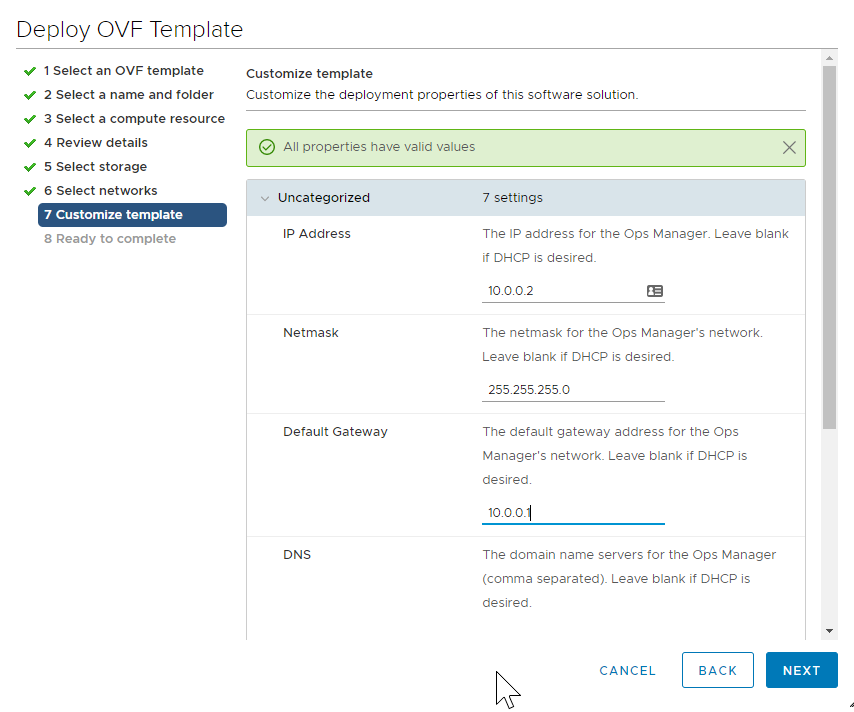 Deploy OVF Template
1 Select an OVF template
2 Select a name and folder
3 Select a compute resource
4 Review details
5 Select storage
6 Select networks
7 Customize template
8 Ready to complete
Customize template
Customize the deployment properties of this software solution.
All properties have valid values
Uncategorized 7 settings
IP Address The IP address for the Ops Manager. Leave blank
if DHCP is desired.
10.0.0.2
Netmask The netmask for the Ops Manager's network.
Leave blank if DHCP is desired.
255.255.255.0
Default Gateway The default gateway address for the Ops
Manager's network. Leave blank if DHCP is
desired.
10.0.0.1
DNS The domain name servers for the Ops Manager
(comma separated). Leave blank if DHCP is
desired.
CANCEL BACK NEXT